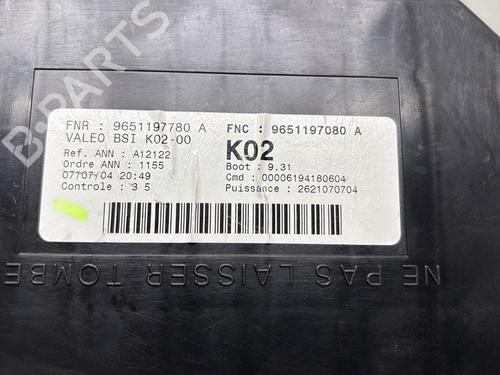 FNR : 9651197780 A
FNC : 9651197080 A
VALEO BSI K02-00
K02
Ref. ANN : A12122
Boot : 9.31
Ordre ANN : 1155
Cmd : 00006194180604
07/07/04 20:49
Puissance : 2621070704
Controle : 3 5
NE PAS LAISSER TOMBE
B-PARTS